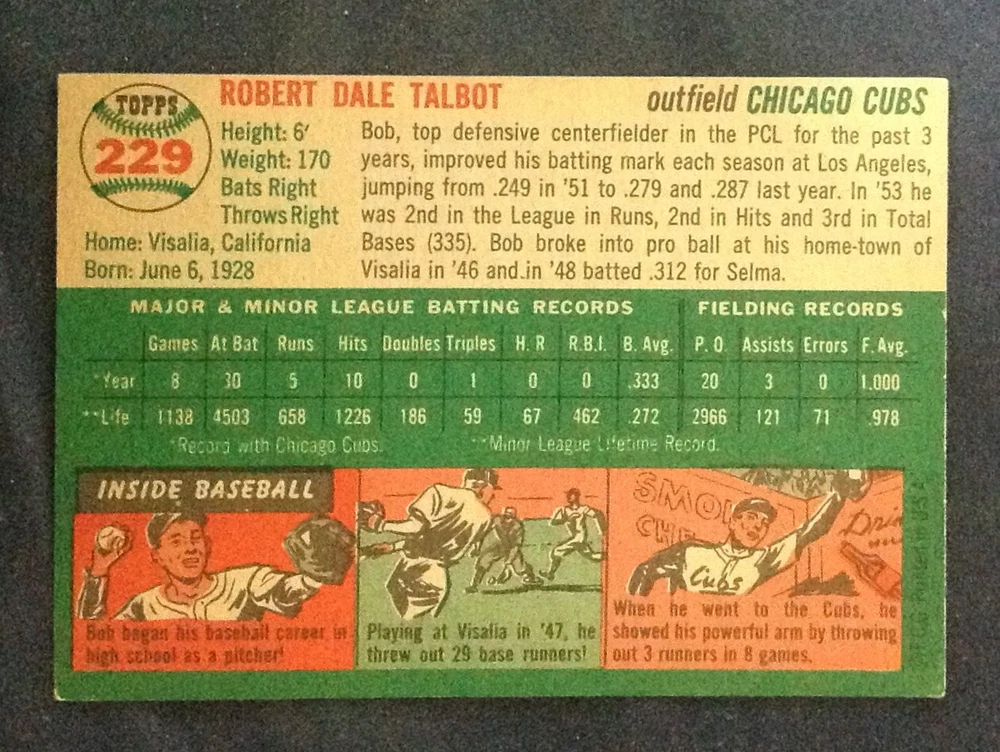 TOPPS
229
ROBERT DALE TALBOT
outfield CHICAGO CUBS
Height: 6'
Weight: 170
Bats Right
Throws Right
Home: Visalia, California
Born: June 6, 1928
Bob, top defensive centerfielder in the PCL for the past 3
years, improved his batting mark each season at Los Angeles,
jumping from .249 in '51 to .279 and .287 last year. In '53 he
was 2nd in the League in Runs, 2nd in Hits and 3rd in Total
Bases (335). Bob broke into pro ball at his home-town of
Visalia in '46 and in '48 batted .312 for Selma.
MAJOR & MINOR LEAGUE BATTING RECORDS FIELDING RECORDS
Games At Bat Runs Hits Doubles Triples H. R R.B.I. B. Avg. P. O. Assists Errors F. Avg.
*Year 8 30 5 10 0 1 0 0 .333 20 3 0 1.000
**Life 1138 4503 658 1226 186 59 67 462 .272 2966 121 71 .978
*Record with Chicago Cubs. **Minor League Lifetime Record.
INSIDE BASEBALL
Bob began his baseball career in
high school as a pitcher!
Playing at Visalia in '47, he
threw out 29 base runners!
SMO
CH
Cubs
Drin
When he went to the Cubs, he
showed his powerful arm by throwing
out 3 runners in 8 games.